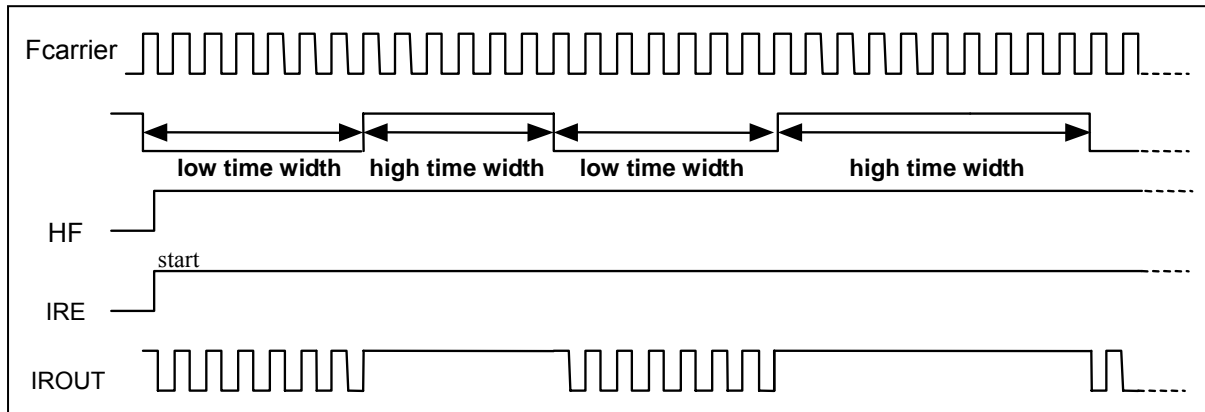 Fcarrier
low time width high time width low time width high time width
HF
start
IRE
IROUT